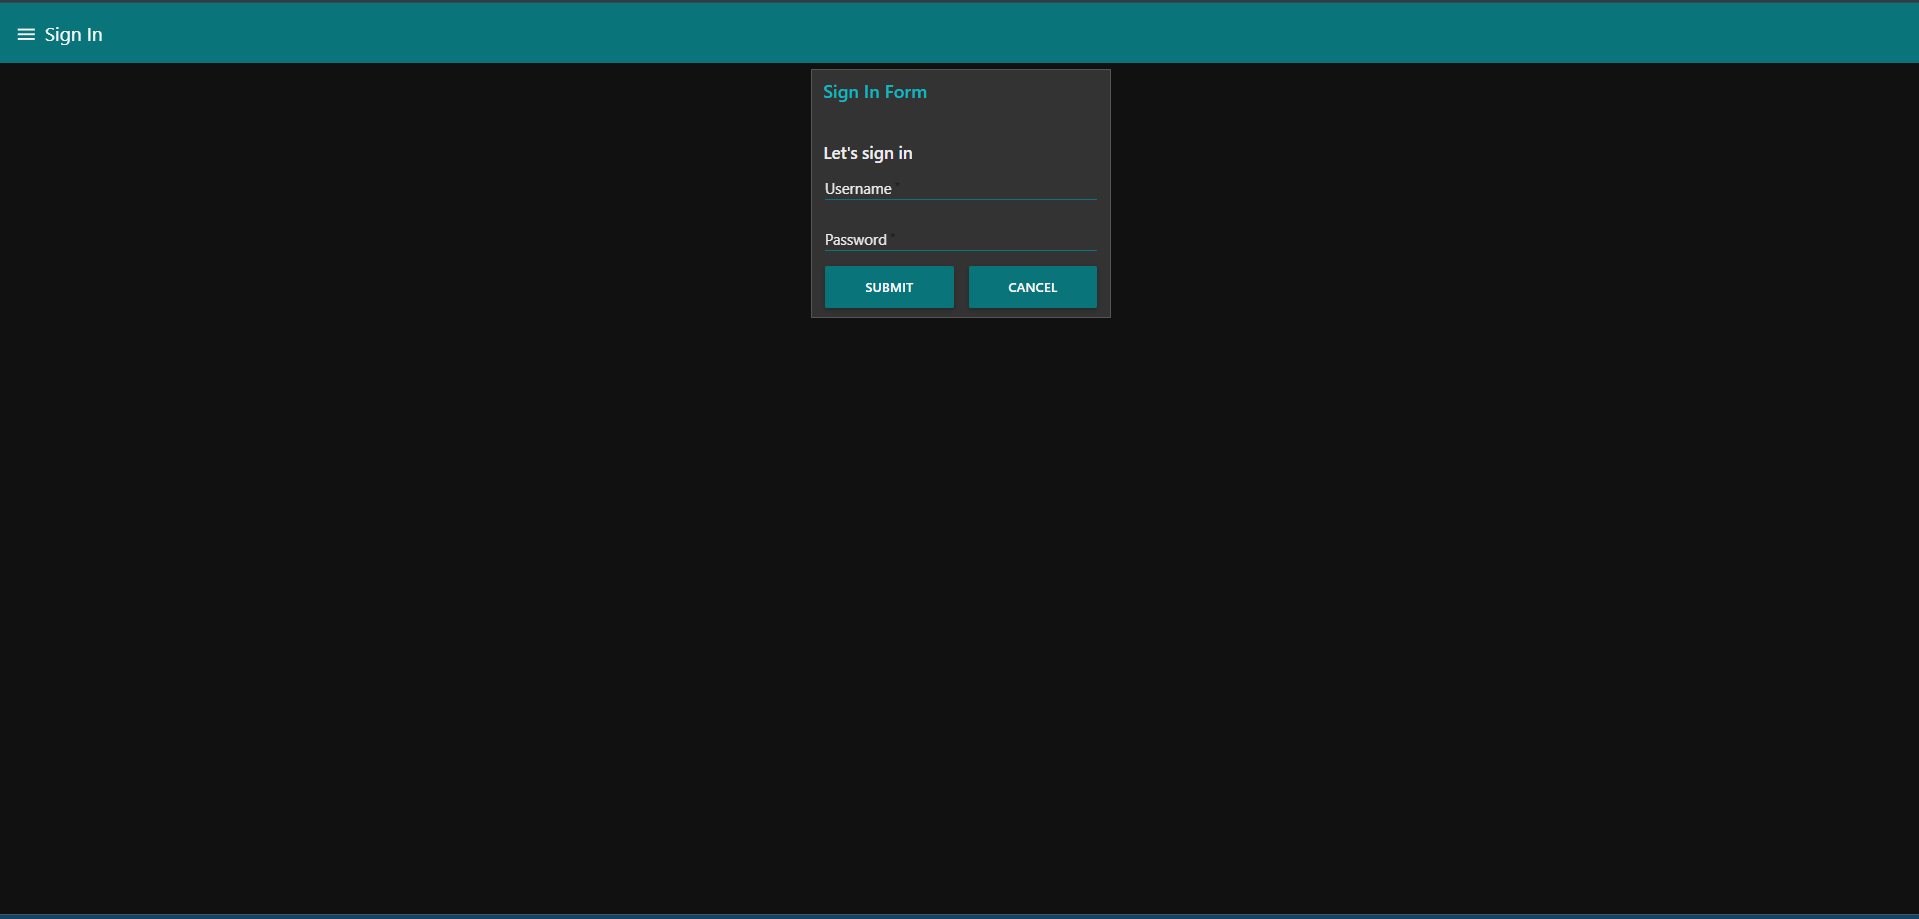 Sign In
Sign In Form
Let's sign in
Username *
Password *
SUBMIT CANCEL